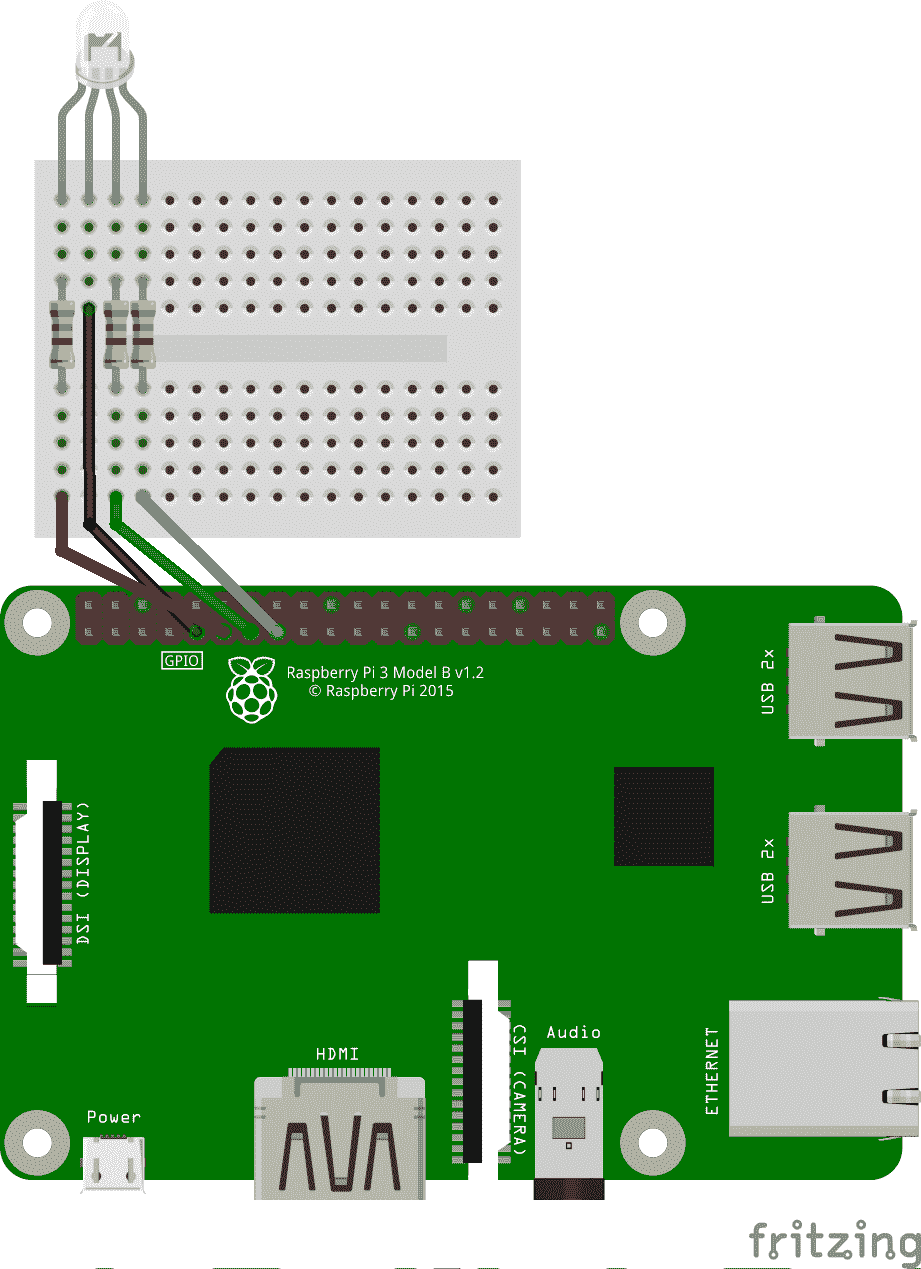 GPIO
Raspberry Pi 3 Model B v1.2
© Raspberry Pi 2015
USB 2x
DSI (DISPLAY)
USB 2x
HDMI
CSI (CAMERA)
Audio
ETHERNET
Power
fritzing